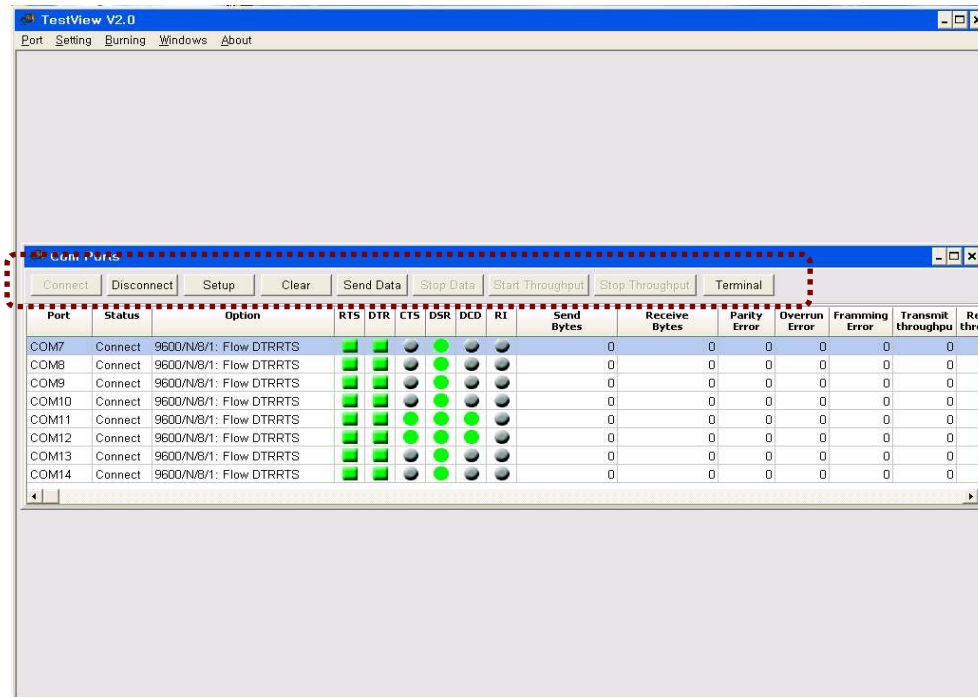 TestView V2.0
Port Setting Burning Windows About
Com Ports
Connect Disconnect Setup Clear Send Data Stop Data Start Throughput Stop Throughput Terminal
Port Status Option RTS DTR CTS DSR DCD RI Send Bytes Receive Bytes Parity Error Overrun Error Framming Error Transmit throughpu
COM7 Connect 9600/N/8/1: Flow DTRRTS 0 0 0 0 0 0
COM8 Connect 9600/N/8/1: Flow DTRRTS 0 0 0 0 0 0
COM9 Connect 9600/N/8/1: Flow DTRRTS 0 0 0 0 0 0
COM10 Connect 9600/N/8/1: Flow DTRRTS 0 0 0 0 0 0
COM11 Connect 9600/N/8/1: Flow DTRRTS 0 0 0 0 0 0
COM12 Connect 9600/N/8/1: Flow DTRRTS 0 0 0 0 0 0
COM13 Connect 9600/N/8/1: Flow DTRRTS 0 0 0 0 0 0
COM14 Connect 9600/N/8/1: Flow DTRRTS 0 0 0 0 0 0